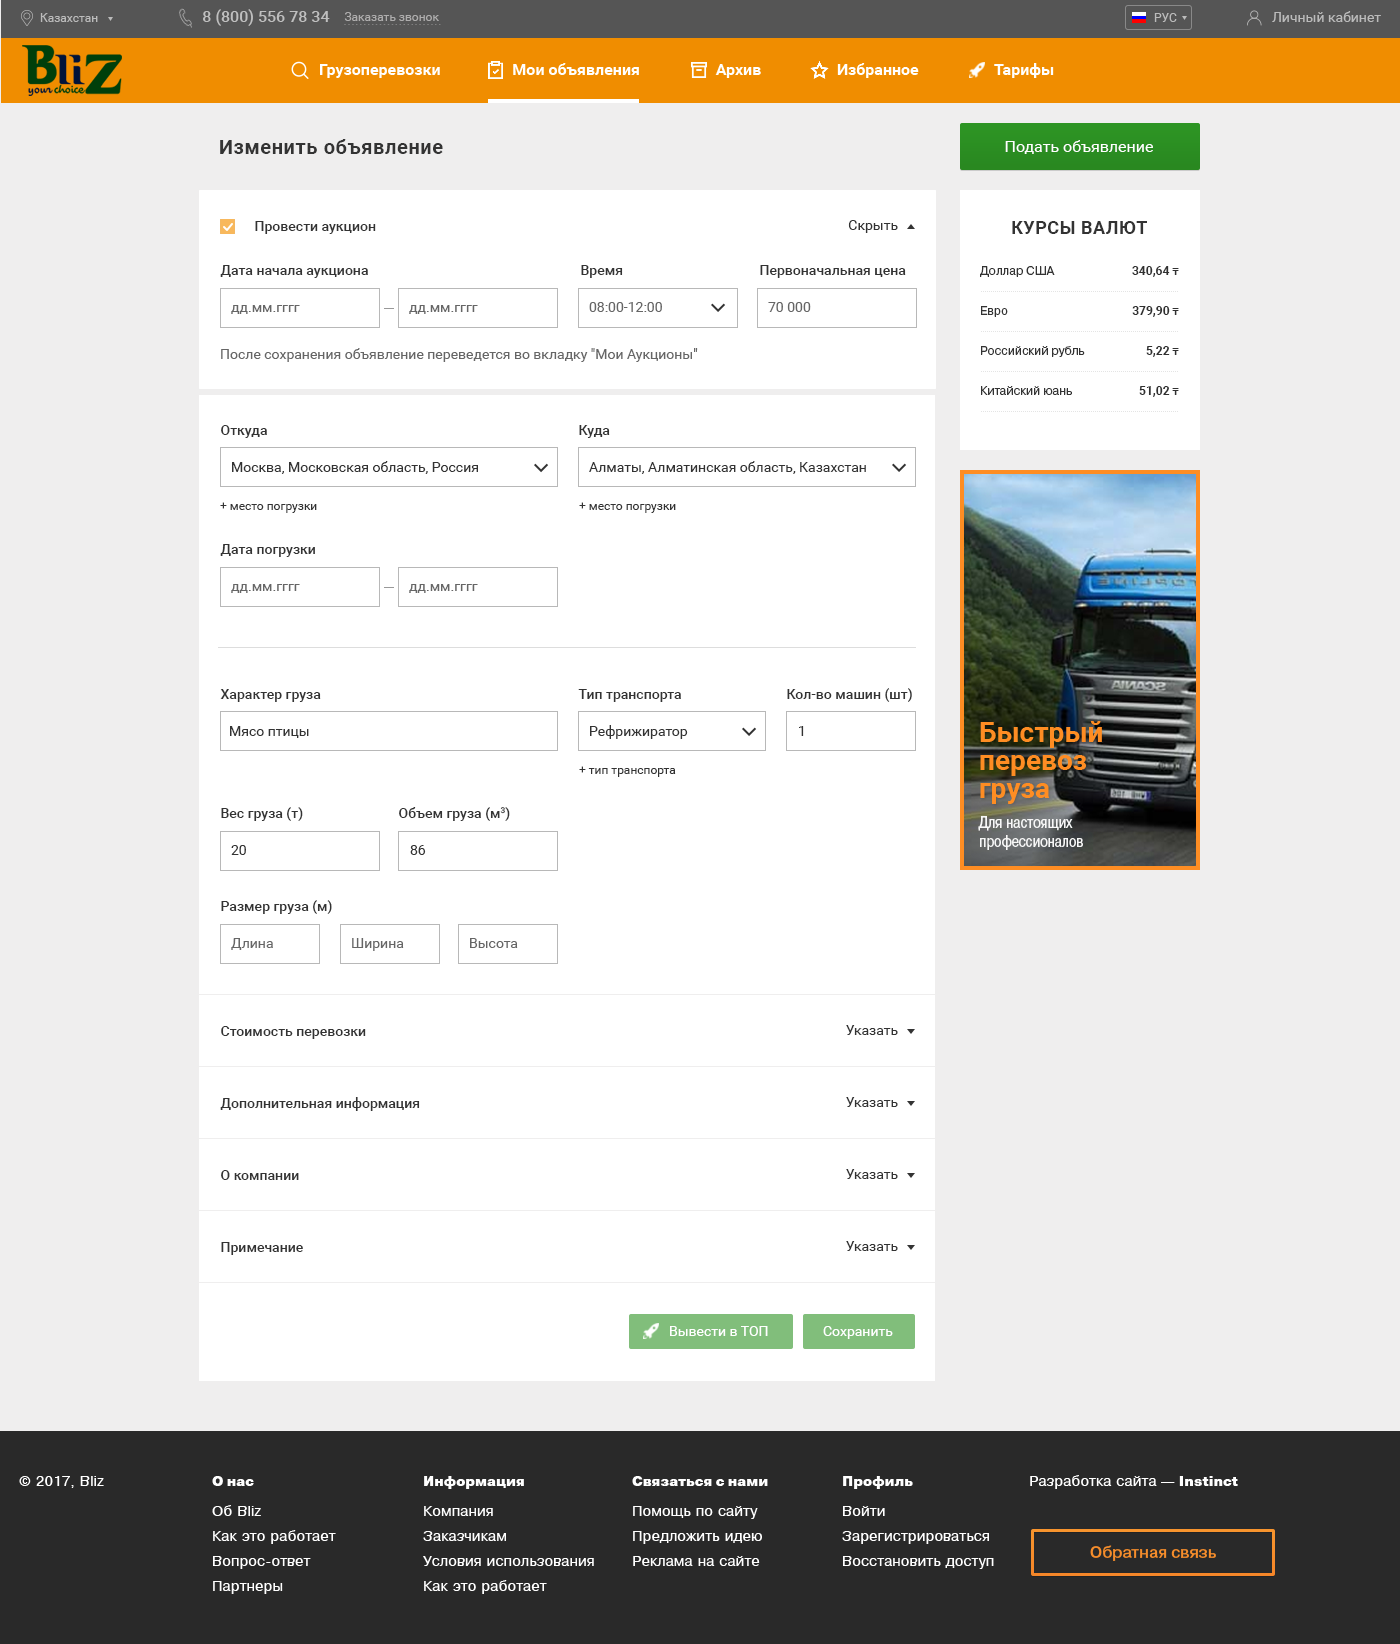 Казахстан
8 (800) 556 78 34
Заказать звонок
РУС
Личный кабинет
BliZ
your choice
Грузоперевозки
Мои объявления
Архив
Избранное
Тарифы
Изменить объявление
Подать объявление
Провести аукцион
Скрыть
Дата начала аукциона
Время
Первоначальная цена
дд.мм.гггг — дд.мм.гггг
08:00-12:00
70 000
После сохранения объявление переведется во вкладку "Мои Аукционы"
КУРСЫ ВАЛЮТ
Доллар США 340,64 ₸
Евро 379,90 ₸
Российский рубль 5,22 ₸
Китайский юань 51,02 ₸
Откуда
Куда
Москва, Московская область, Россия
Алматы, Алматинская область, Казахстан
+ место погрузки
+ место погрузки
Дата погрузки
дд.мм.гггг — дд.мм.гггг
Характер груза
Тип транспорта
Кол-во машин (шт)
Мясо птицы
Рефрижиратор
1
+ тип транспорта
Вес груза (т)
Объем груза (м³)
20
86
Размер груза (м)
Длина
Ширина
Высота
TOPLINE
SCANIA
Быстрый
перевоз
груза
Для настоящих
профессионалов
Стоимость перевозки
Указать
Дополнительная информация
Указать
О компании
Указать
Примечание
Указать
Вывести в ТОП
Сохранить
© 2017, Bliz
О нас
Об Bliz
Как это работает
Вопрос-ответ
Партнеры
Информация
Компания
Заказчикам
Условия использования
Как это работает
Связаться с нами
Помощь по сайту
Предложить идею
Реклама на сайте
Профиль
Войти
Зарегистрироваться
Восстановить доступ
Разработка сайта — Instinct
Обратная связь